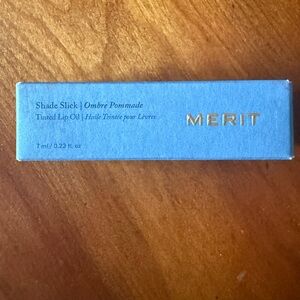 Shade Slick | Ombre Pommade
Tinted Lip Oil | Huile Teintée pour Lèvres
MERIT
7 ml / 0.23 fl. oz